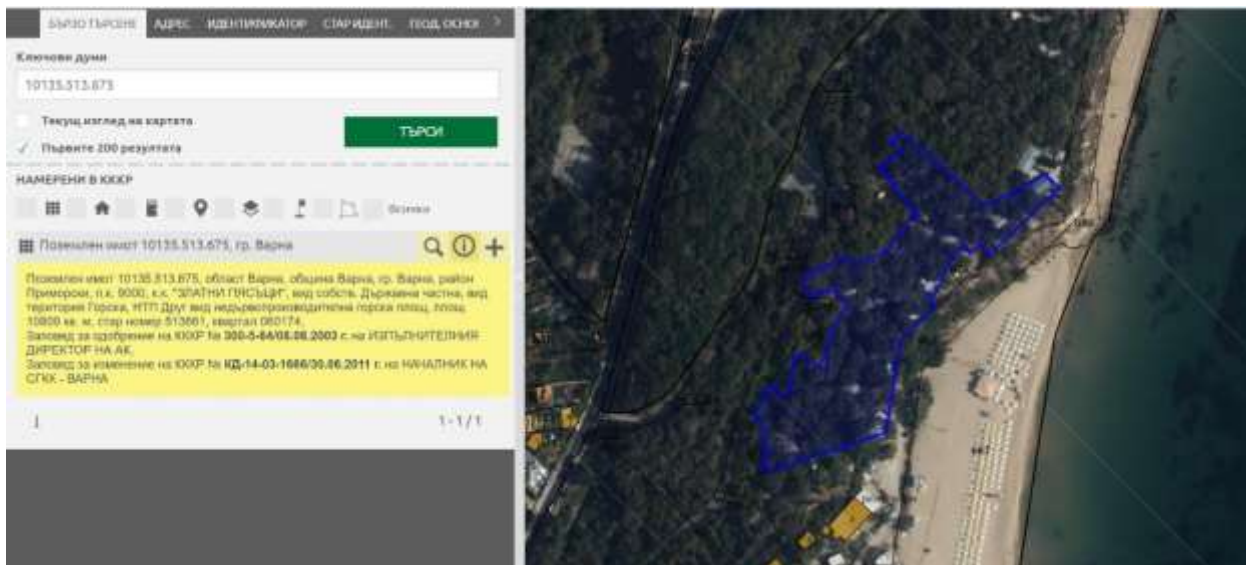 БЪРЗО ТЪРСЕНЕ АДРЕС ИДЕНТИФИКАТОР СТАР ИДЕНТ. ГЕОД. ОСНОВ
Ключови думи
10135.513.675
Текущ изглед на картата
ТЪРСИ
Първите 200 резултата
НАМЕРЕНИ В КККР
Всички
Поземлен имот 10135.513.675, гр. Варна
Поземлен имот 10135.513.675, област Варна, община Варна, гр. Варна, район
Приморски, п.к. 9000, к.к. "ЗЛАТНИ ПЯСЪЦИ", вид собств. Държавна частна, вид
територия Горска, НТП Друг вид недървопроизводителна горска площ, площ
10809 кв. м, стар номер 513661, квартал 060174,
Заповед за одобрение на КККР № 300-5-64/08.08.2003 г. на ИЗПЪЛНИТЕЛНИЯ
ДИРЕКТОР НА АК,
Заповед за изменение на КККР № КД-14-03-1686/30.06.2011 г. на НАЧАЛНИК НА
СГКК - ВАРНА
1 1-1/1